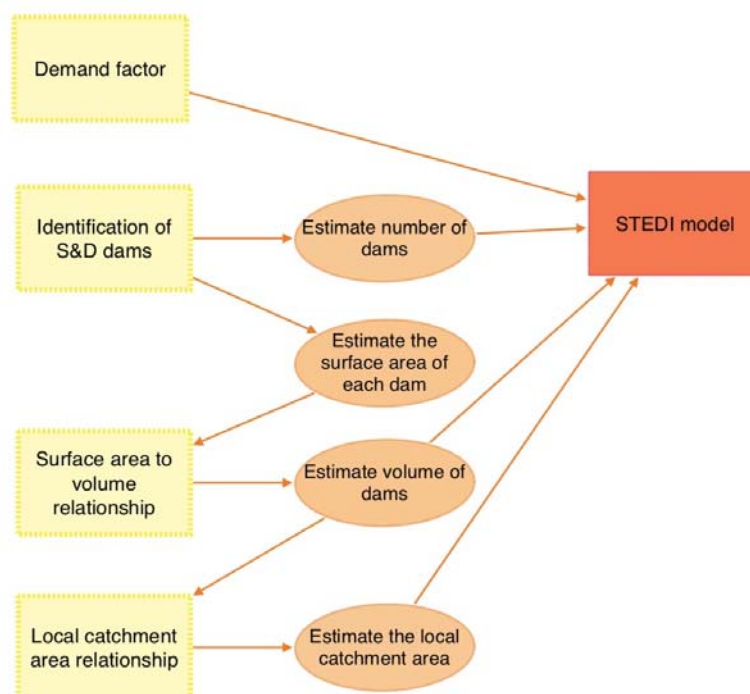 Demand factor
Identification of
S&D dams
Estimate number of
dams
STEDI model
Estimate the
surface area of
each dam
Surface area to
volume
relationship
Estimate volume of
dams
Local catchment
area relationship
Estimate the local
catchment area